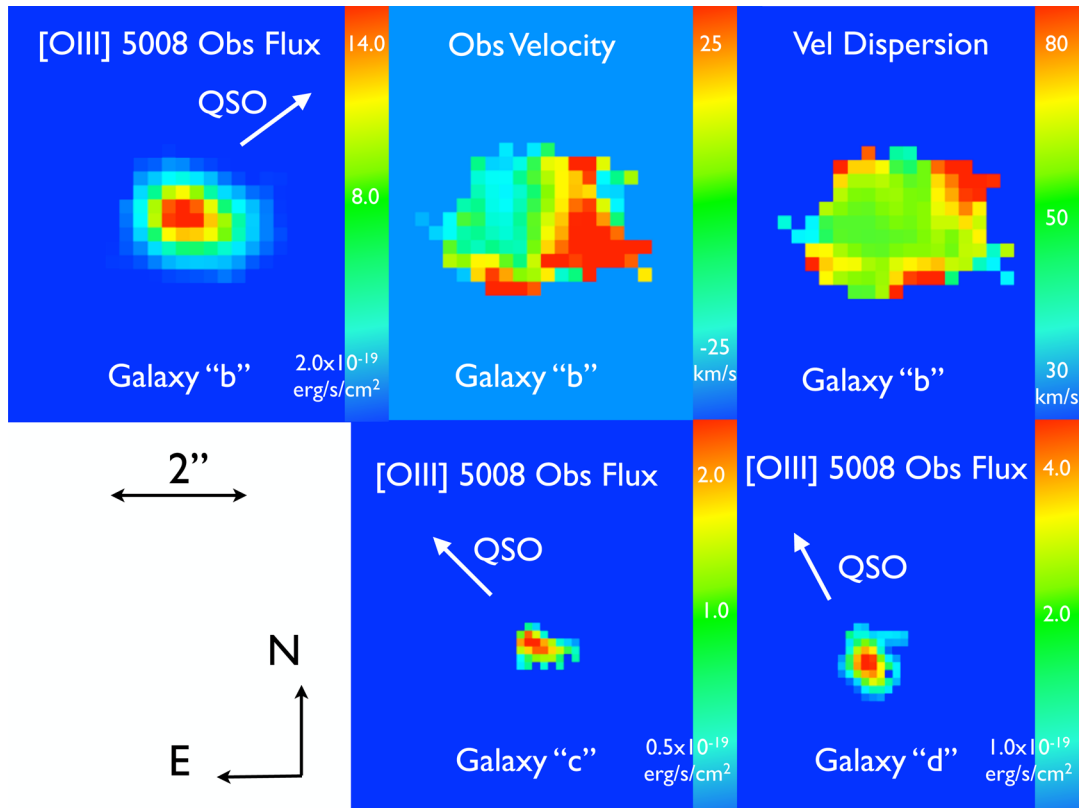 [OIII] 5008 Obs Flux
14.0
QSO
8.0
Galaxy “b”
2.0x10⁻¹⁹
erg/s/cm²
Obs Velocity
25
-25
km/s
Galaxy “b”
Vel Dispersion
80
50
30
km/s
Galaxy “b”
2”
N
E
[OIII] 5008 Obs Flux
2.0
QSO
1.0
Galaxy “c”
0.5x10⁻¹⁹
erg/s/cm²
[OIII] 5008 Obs Flux
4.0
QSO
2.0
Galaxy “d”
1.0x10⁻¹⁹
erg/s/cm²